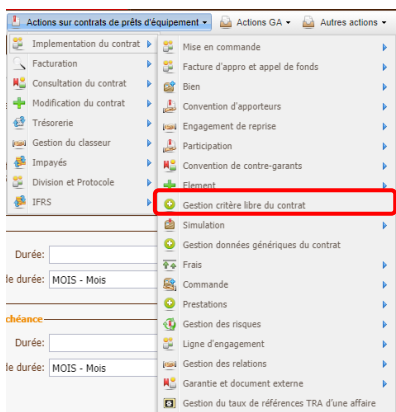 Actions sur contrats de prêts d'équipement
Actions GA
Autres actions
Implementation du contrat
Facturation
Consultation du contrat
Modification du contrat
Trésorerie
Gestion du classeur
Impayés
Division et Protocole
IFRS
Mise en commande
Facture d'appro et appel de fonds
Bien
Convention d'apporteurs
Engagement de reprise
Participation
Convention de contre-garants
Element
Gestion critère libre du contrat
Simulation
Gestion données génériques du contrat
Frais
Commande
Prestations
Gestion des risques
Ligne d'engagement
Gestion des relations
Garantie et document externe
Gestion du taux de références TRA d'une affaire
Durée:
de durée: MOIS - Mois
chéance
Durée:
de durée: MOIS - Mois